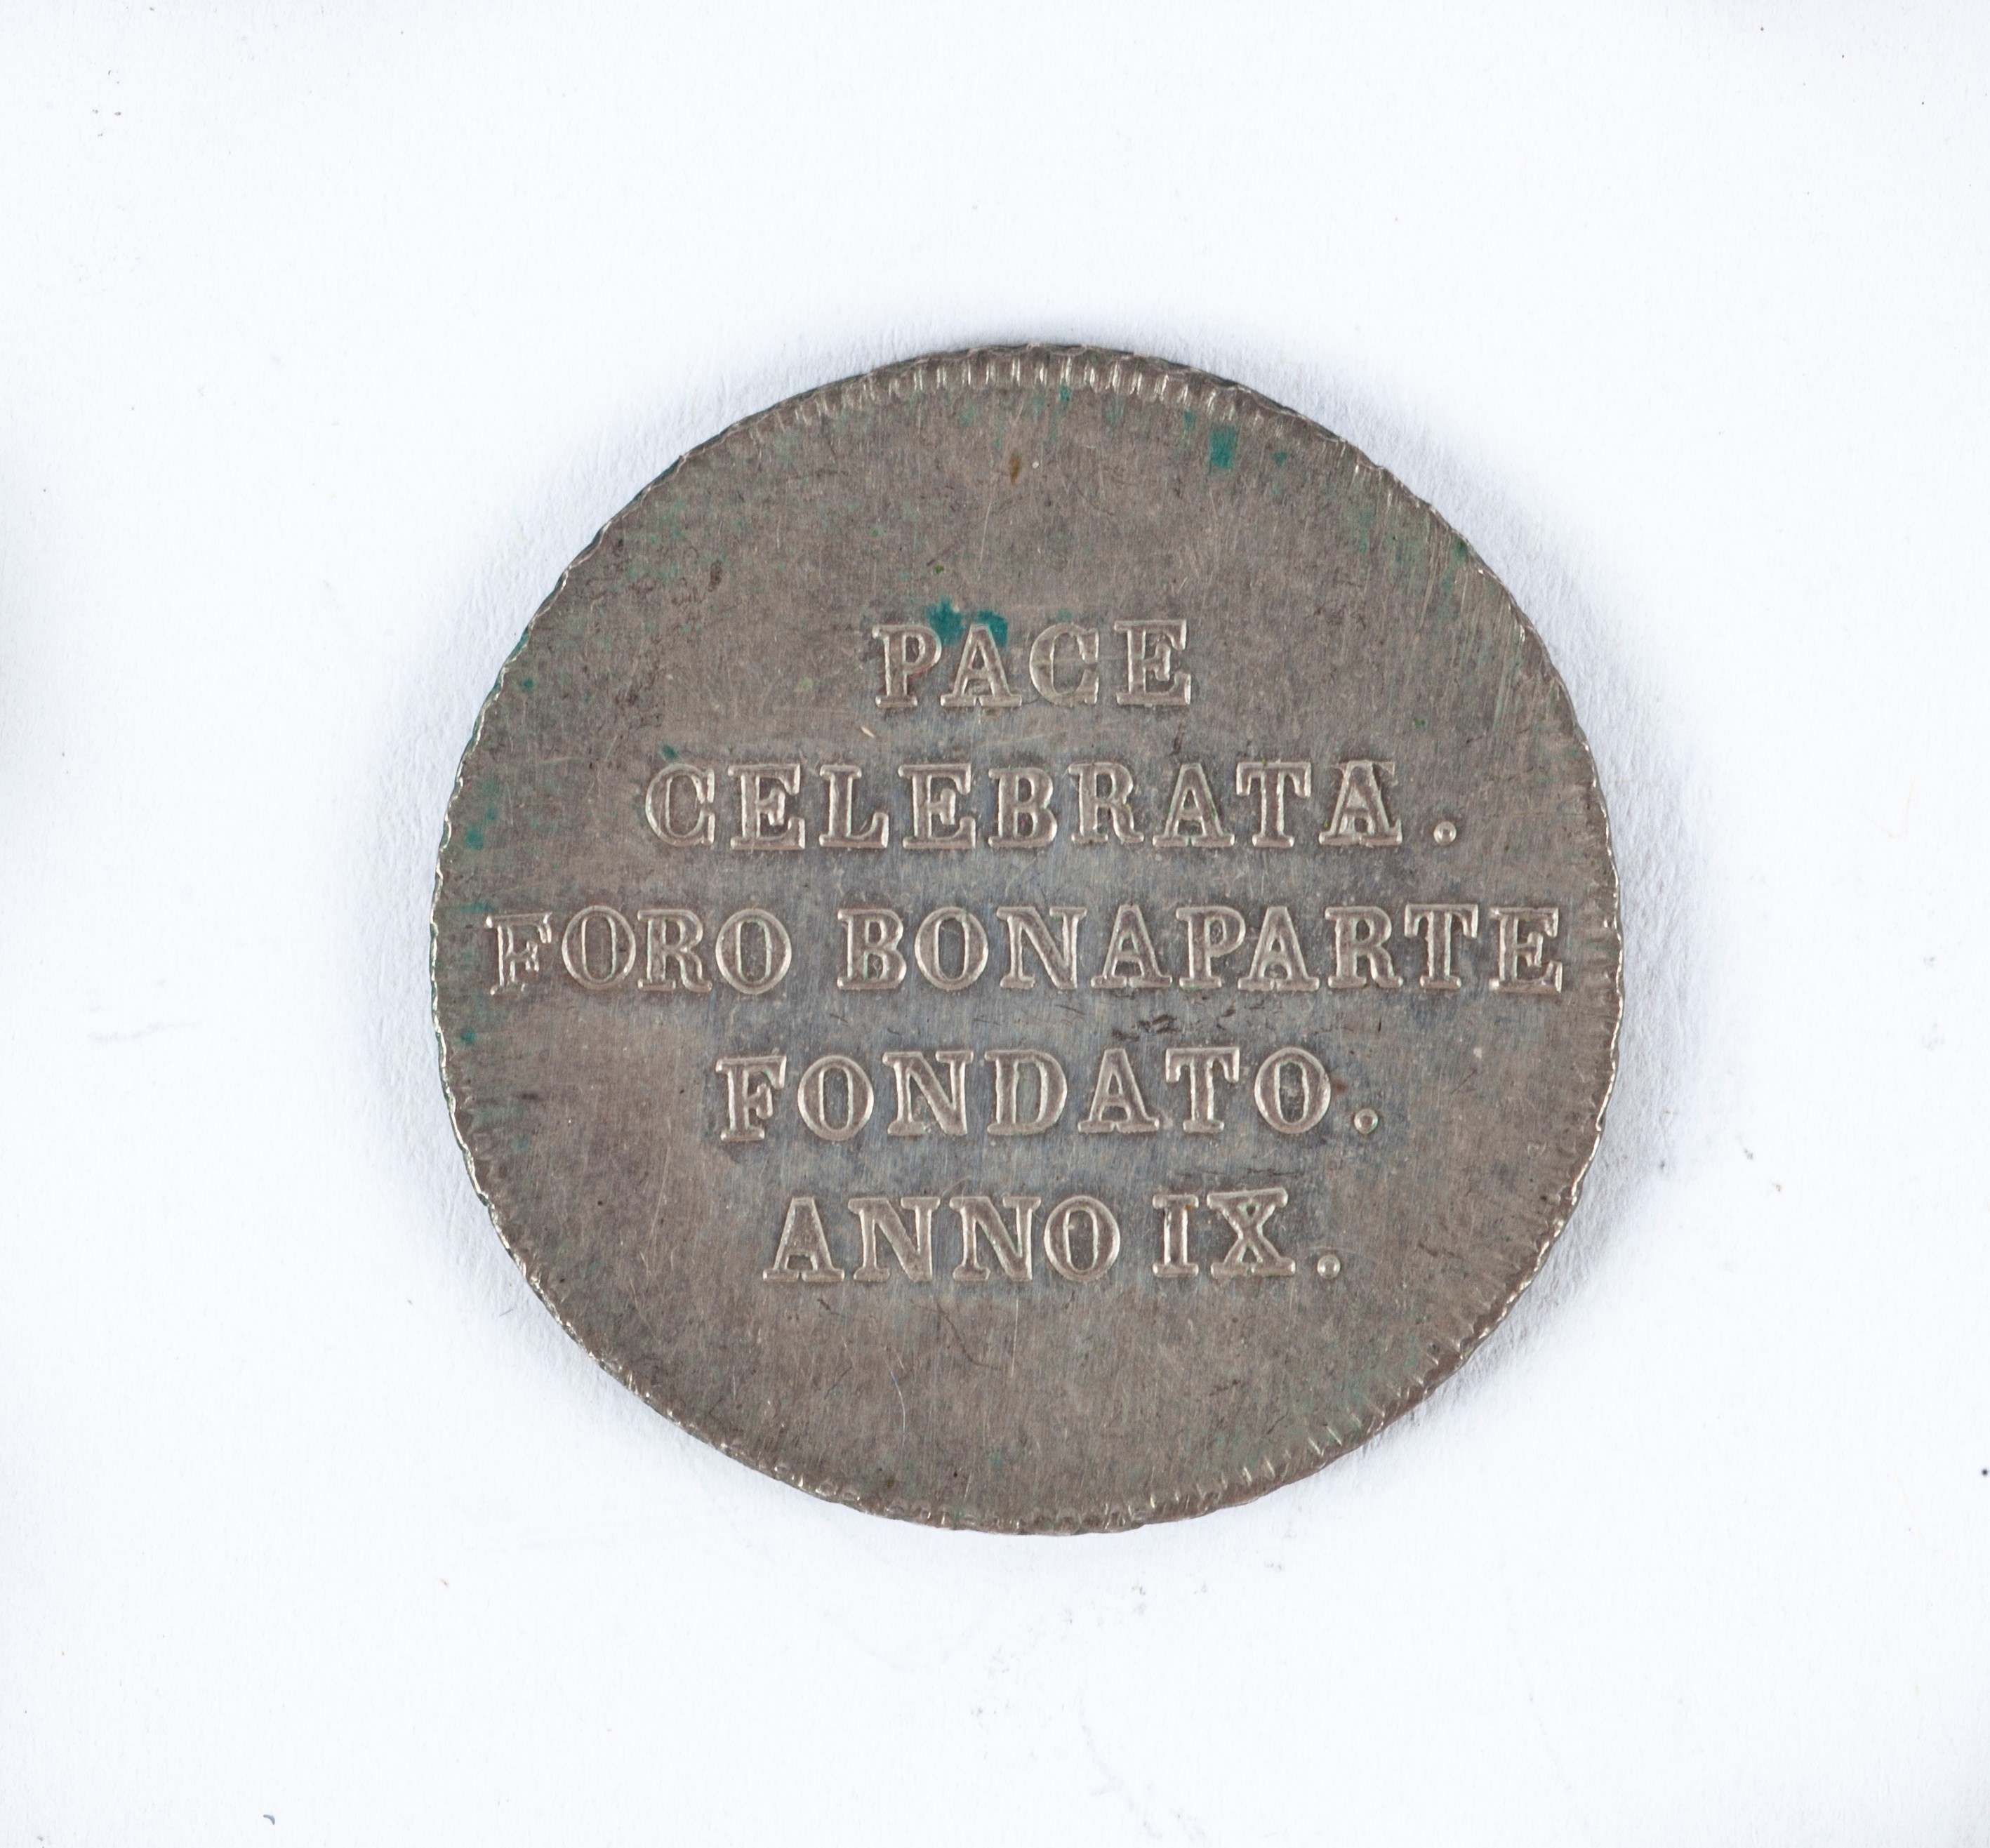 PACE
CELEBRATA.
FORO BONAPARTE
FONDATO.
ANNO IX.